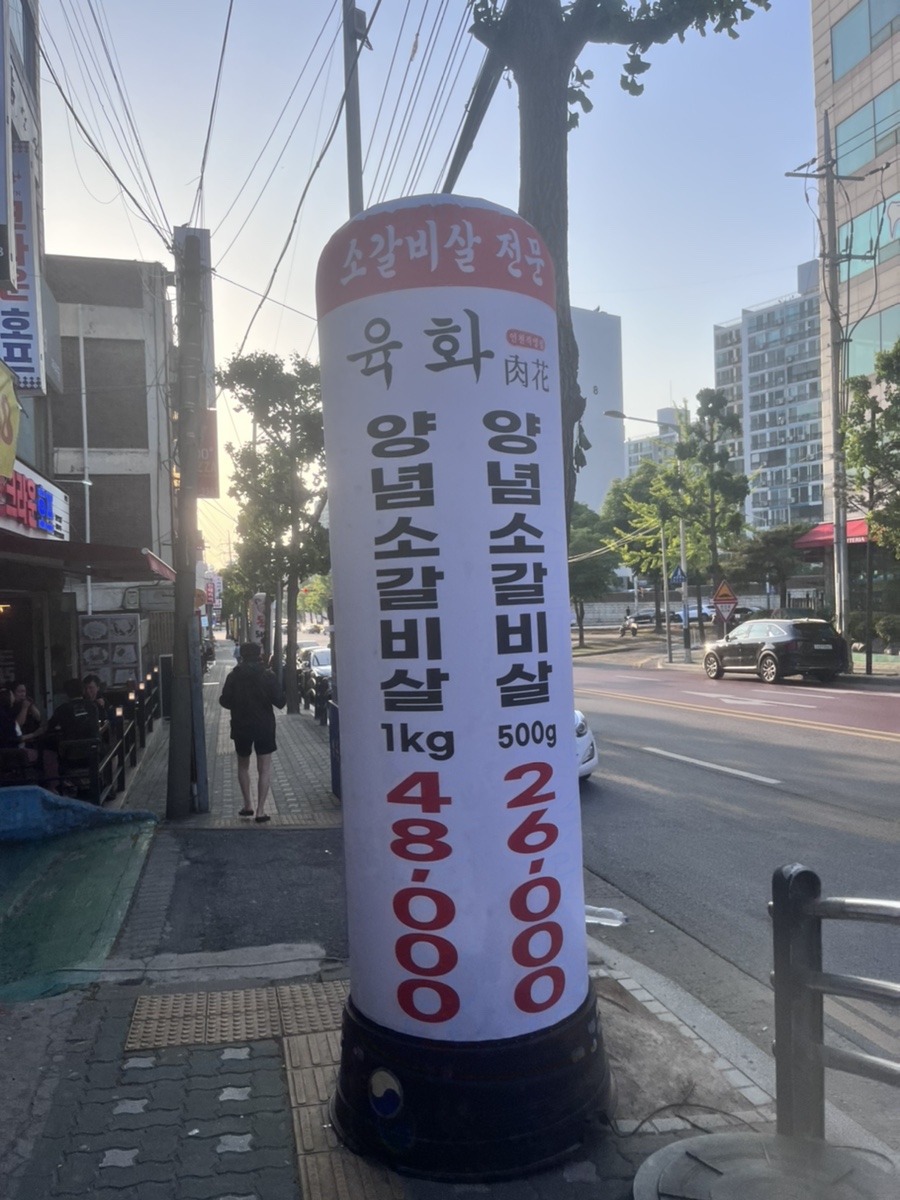 소갈비살 전문
육화
肉花
양념소갈비살
1kg
48,000
양념소갈비살
500g
26,000